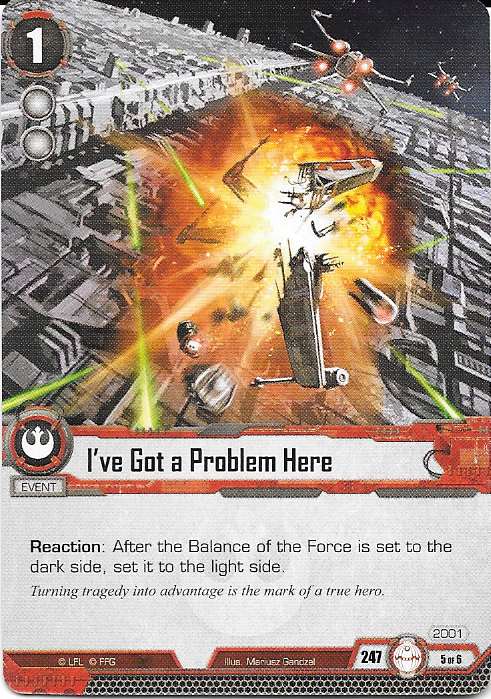 1
I've Got a Problem Here
EVENT
Reaction: After the Balance of the Force is set to the
dark side, set it to the light side.
Turning tragedy into advantage is the mark of a true hero.
2001
© LFL © FFG
Illus. Mariusz Gandzel
247
5 of 6